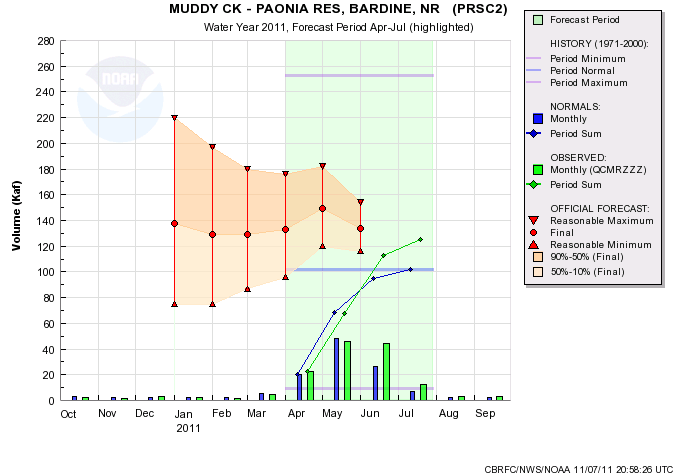 MUDDY CK - PAONIA RES, BARDINE, NR (PRSC2)
Water Year 2011, Forecast Period Apr-Jul (highlighted)
280
260
240
220
200
180
160
140
120
100
80
60
40
20
0
Volume (Kaf)
NOAA
Oct Nov Dec Jan Feb Mar Apr May Jun Jul Aug Sep
2011
Forecast Period
HISTORY (1971-2000):
Period Minimum
Period Normal
Period Maximum
NORMALS:
Monthly
Period Sum
OBSERVED:
Monthly (QCMRZZZ)
Period Sum
OFFICIAL FORECAST:
Reasonable Maximum
Final
Reasonable Minimum
90%-50% (Final)
50%-10% (Final)
CBRFC/NWS/NOAA 11/07/11 20:58:26 UTC